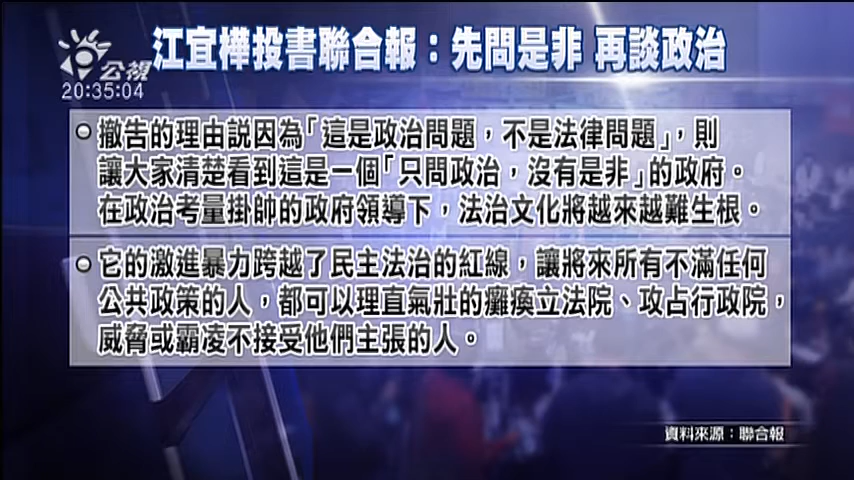 江宜樺投書聯合報：先問是非 再談政治
公視
20:35:04
撤告的理由說因為「這是政治問題，不是法律問題」，則
讓大家清楚看到這是一個「只問政治，沒有是非」的政府。
在政治考量掛帥的政府領導下，法治文化將越來越難生根。
它的激進暴力跨越了民主法治的紅線，讓將來所有不滿任何
公共政策的人，都可以理直氣壯的癱瘓立法院、攻占行政院，
威脅或霸凌不接受他們主張的人。
資料來源：聯合報